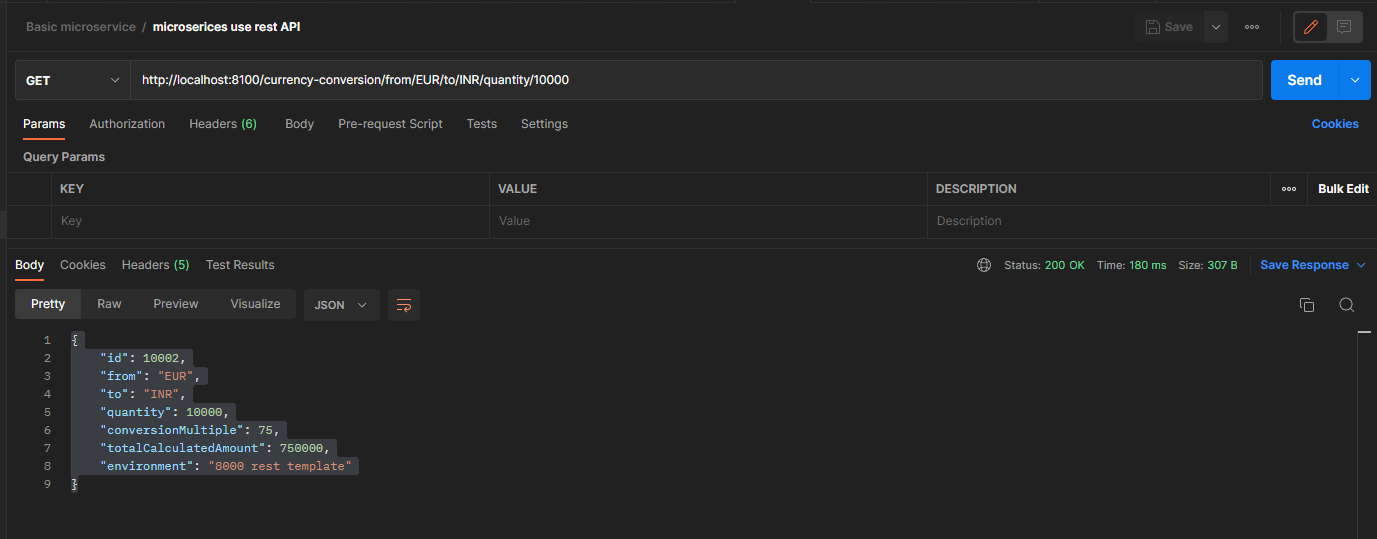 Basic microservice / microserices use rest API
Save
GET http://localhost:8100/currency-conversion/from/EUR/to/INR/quantity/10000 Send
Params Authorization Headers (6) Body Pre-request Script Tests Settings Cookies
Query Params
KEY VALUE DESCRIPTION Bulk Edit
Key Value Description
Body Cookies Headers (5) Test Results Status: 200 OK Time: 180 ms Size: 307 B Save Response
Pretty Raw Preview Visualize JSON
1 {
2 "id": 10002,
3 "from": "EUR",
4 "to": "INR",
5 "quantity": 10000,
6 "conversionMultiple": 75,
7 "totalCalculatedAmount": 750000,
8 "environment": "8000 rest template"
9 }